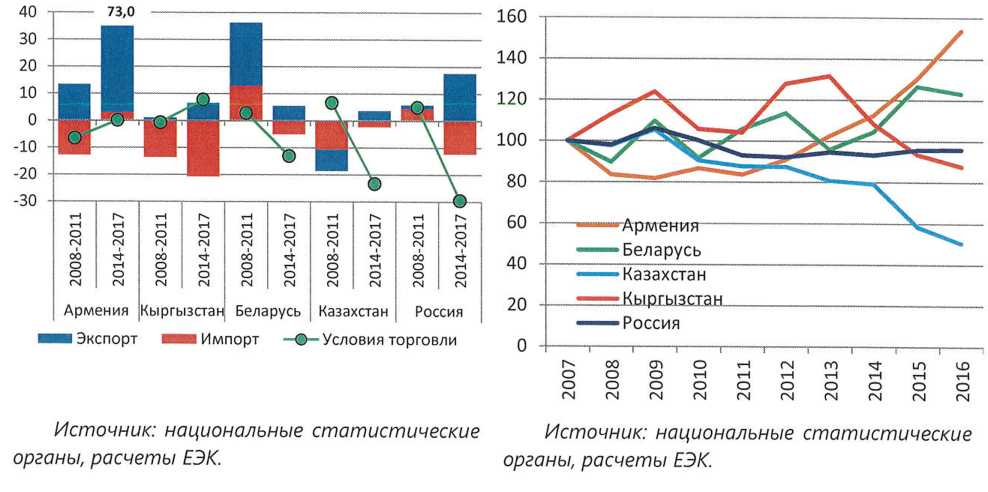 40
30
20
10
0
-10
-20
-30
73,0
2008-2011
2014-2017
2008-2011
2014-2017
2008-2011
2014-2017
2008-2011
2014-2017
2008-2011
2014-2017
Армения
Кыргызстан
Беларусь
Казахстан
Россия
Экспорт
Импорт
Условия торговли
Источник: национальные статистические
органы, расчеты ЕЭК.
160
140
120
100
80
60
40
20
0
Армения
Беларусь
Казахстан
Кыргызстан
Россия
2007
2008
2009
2010
2011
2012
2013
2014
2015
2016
Источник: национальные статистические
органы, расчеты ЕЭК.